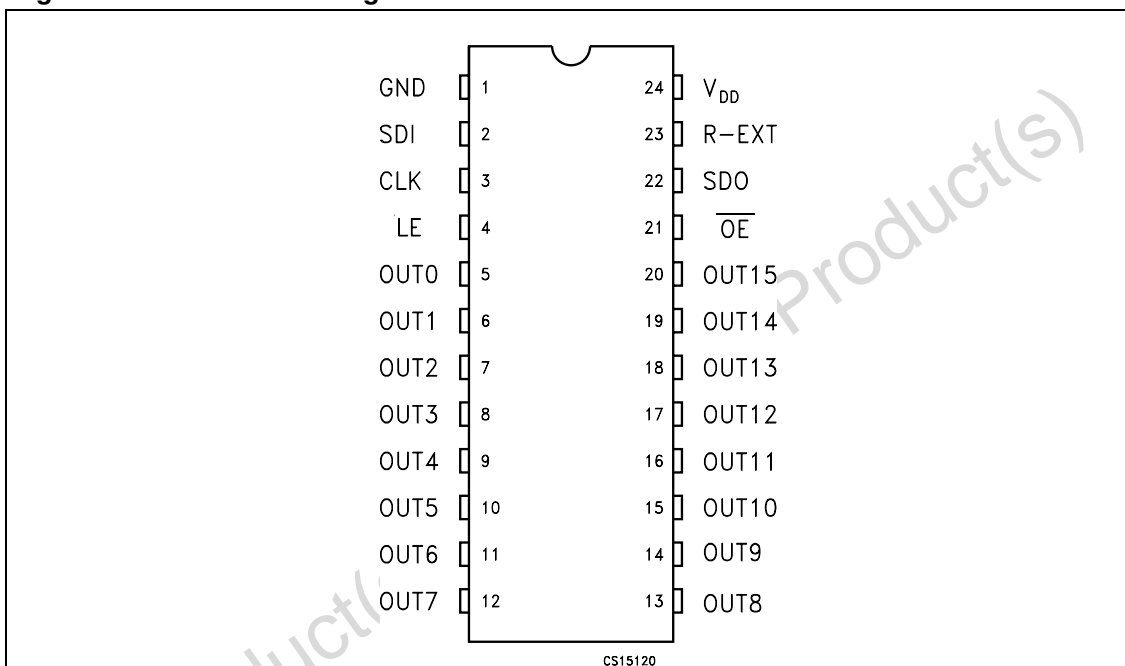 GND 1 24 VDD
SDI 2 23 R-EXT
CLK 3 22 SDO
LE 4 21 OE
OUT0 5 20 OUT15
OUT1 6 19 OUT14
OUT2 7 18 OUT13
OUT3 8 17 OUT12
OUT4 9 16 OUT11
OUT5 10 15 OUT10
OUT6 11 14 OUT9
OUT7 12 13 OUT8
CS15120
Product(s)